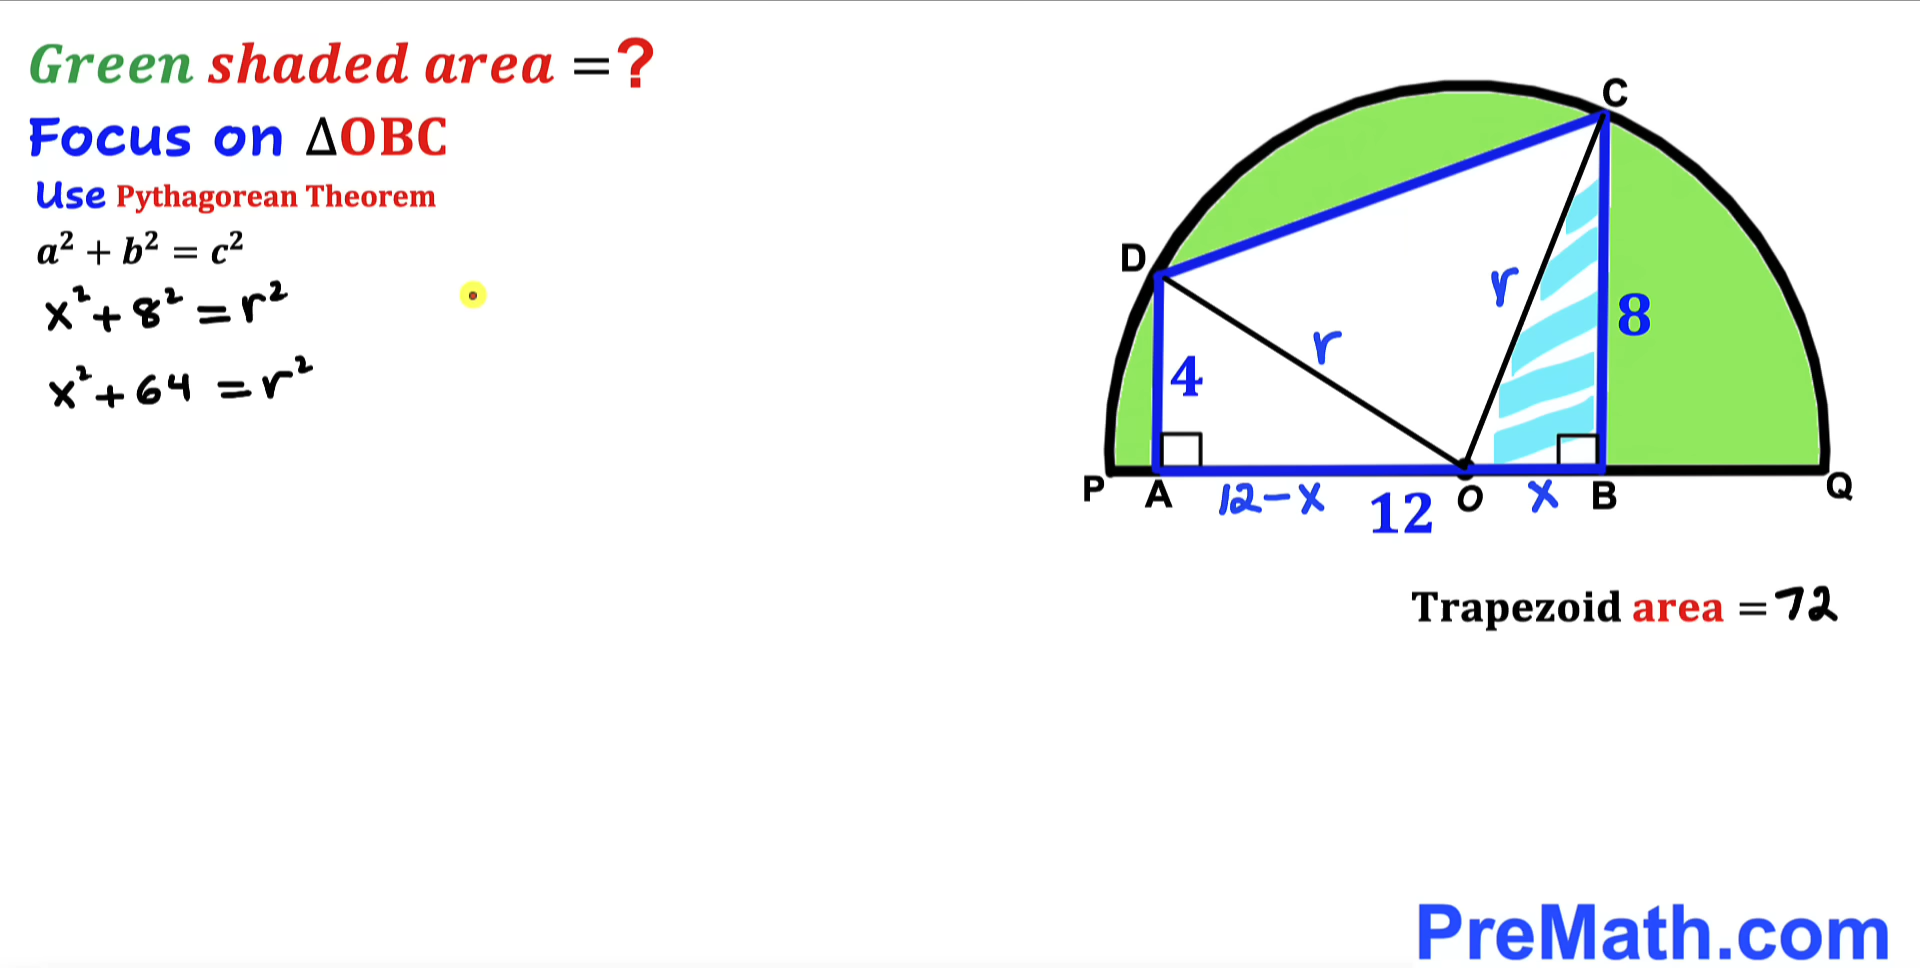 Green shaded area =?
Focus on ΔOBC
Use Pythagorean Theorem
a² + b² = c²
x² + 8² = r²
x² + 64 = r²
C
D
r
r
8
4
P A 12-x 12 O x B Q
Trapezoid area = 72
PreMath.com